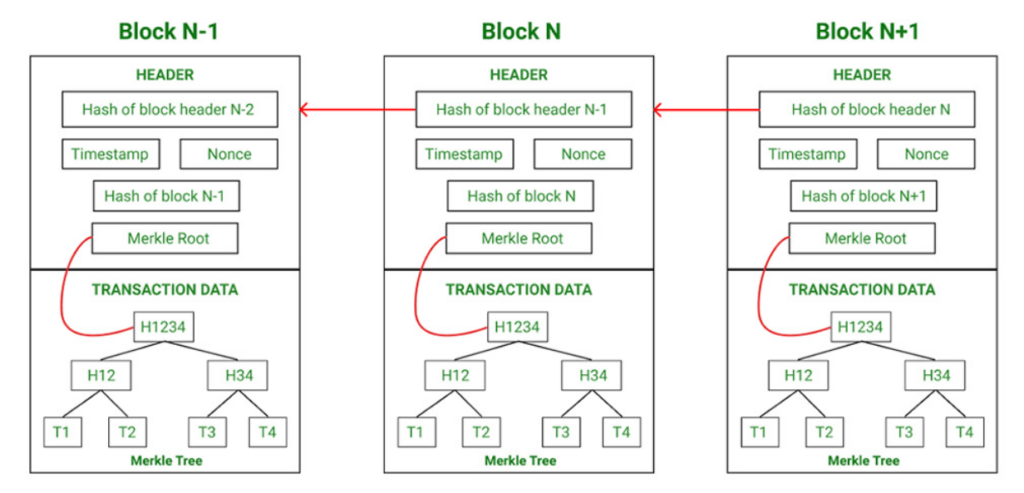 Block N-1
HEADER
Hash of block header N-2
Timestamp
Nonce
Hash of block N-1
Merkle Root
TRANSACTION DATA
H1234
H12
H34
T1
T2
T3
T4
Merkle Tree
Block N
HEADER
Hash of block header N-1
Timestamp
Nonce
Hash of block N
Merkle Root
TRANSACTION DATA
H1234
H12
H34
T1
T2
T3
T4
Merkle Tree
Block N+1
HEADER
Hash of block header N
Timestamp
Nonce
Hash of block N+1
Merkle Root
TRANSACTION DATA
H1234
H12
H34
T1
T2
T3
T4
Merkle Tree